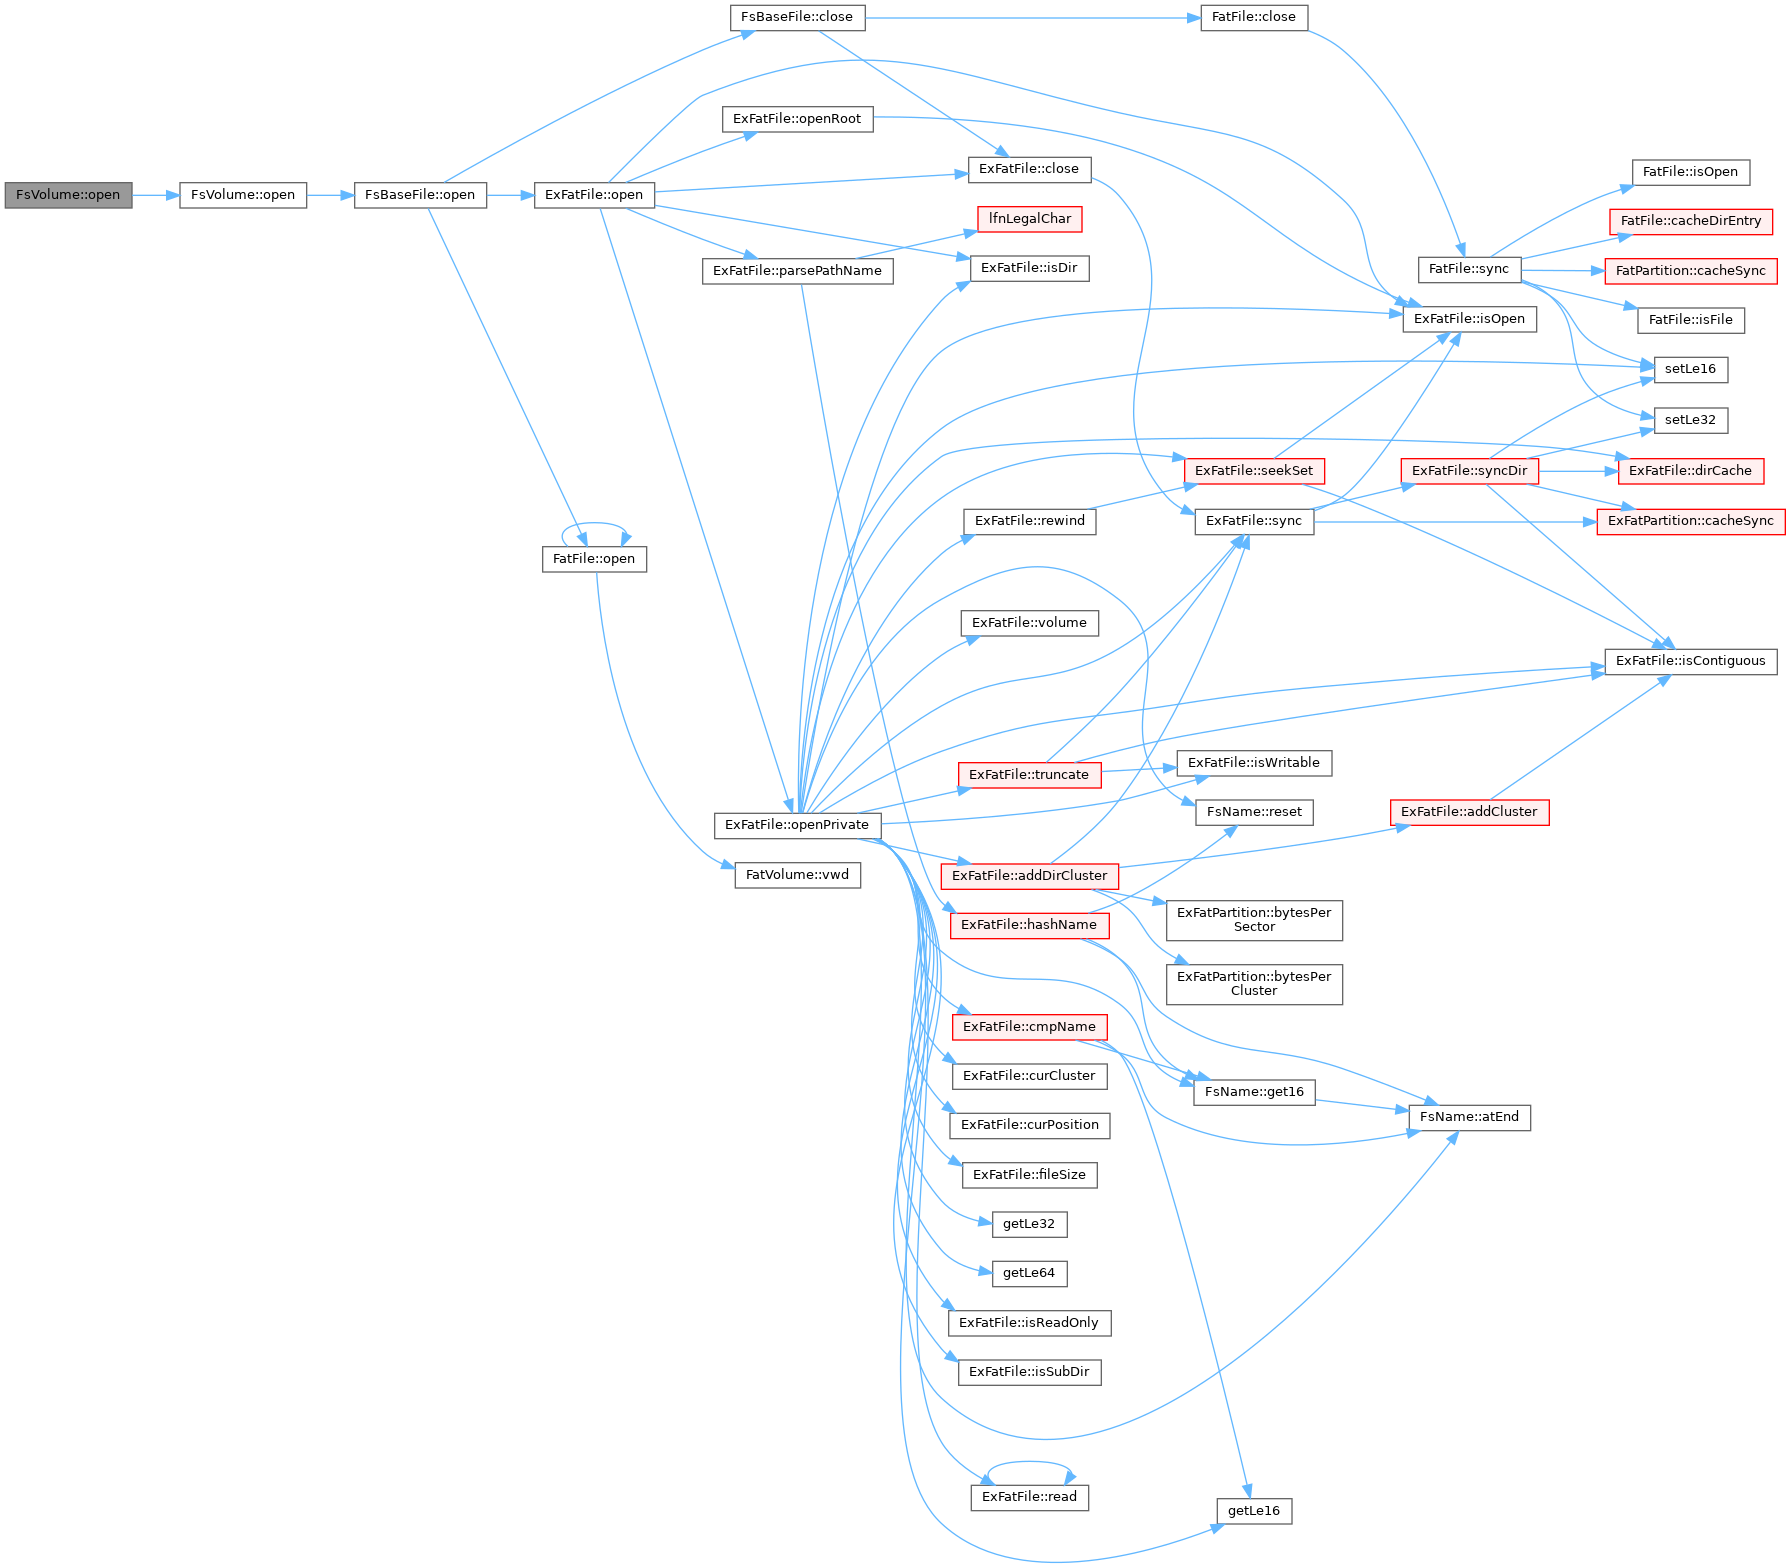 FsBaseFile::close
FatFile::close
ExFatFile::openRoot
ExFatFile::close
FatFile::isOpen
FsVolume::open
FsVolume::open
FsBaseFile::open
ExFatFile::open
lfnLegalChar
FatFile::cacheDirEntry
ExFatFile::parsePathName
ExFatFile::isDir
FatFile::sync
FatPartition::cacheSync
ExFatFile::isOpen
FatFile::isFile
setLe16
setLe32
ExFatFile::seekSet
ExFatFile::syncDir
ExFatFile::dirCache
ExFatFile::rewind
ExFatFile::sync
ExFatPartition::cacheSync
FatFile::open
ExFatFile::volume
ExFatFile::isContiguous
ExFatFile::truncate
ExFatFile::isWritable
ExFatFile::openPrivate
FsName::reset
ExFatFile::addCluster
FatVolume::vwd
ExFatFile::addDirCluster
ExFatFile::hashName
ExFatPartition::bytesPer
Sector
ExFatPartition::bytesPer
Cluster
ExFatFile::cmpName
ExFatFile::curCluster
FsName::get16
FsName::atEnd
ExFatFile::curPosition
ExFatFile::fileSize
getLe32
getLe64
ExFatFile::isReadOnly
ExFatFile::isSubDir
ExFatFile::read
getLe16